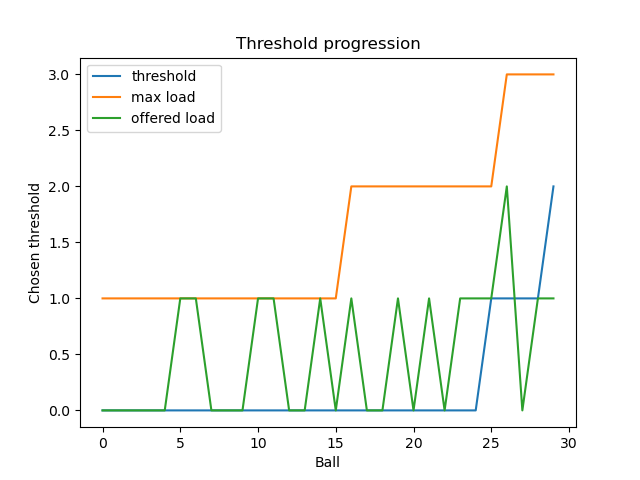 Threshold progression
threshold
max load
offered load
Chosen threshold
3.0
2.5
2.0
1.5
1.0
0.5
0.0
0 5 10 15 20 25 30
Ball